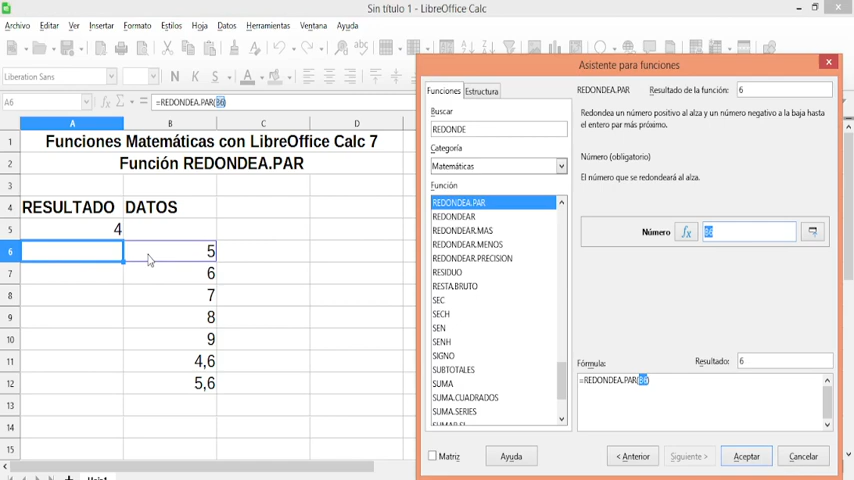 Sin título 1 - LibreOffice Calc
Archivo Editar Ver Insertar Formato Estilos Hoja Datos Herramientas Ventana Ayuda
Liberation Sans
A6 =REDONDEA.PAR(B6)
A B C D
1 Funciones Matemáticas con LibreOffice Calc 7
2 Función REDONDEA.PAR
3
4 RESULTADO DATOS
5 4
6 5
7 6
8 7
9 8
10 9
11 4,6
12 5,6
13
14
15
Asistente para funciones
Funciones Estructura
Buscar
REDONDE
Categoría
Matemáticas
Función
REDONDEA.PAR
REDONDEAR
REDONDEAR.MAS
REDONDEAR.MENOS
REDONDEAR.PRECISION
RESIDUO
RESTA.BRUTO
SEC
SECH
SEN
SENH
SIGNO
SUBTOTALES
SUMA
SUMA.CUADRADOS
SUMA.SERIES
REDONDEA.PAR Resultado de la función: 6
Redondea un número positivo al alza y un número negativo a la baja hasta
el entero par más próximo.
Número (obligatorio)
El número que se redondeará al alza.
Número fx B6
Resultado: 6
Fórmula:
=REDONDEA.PAR(B6)
Matriz Ayuda < Anterior Siguiente > Aceptar Cancelar